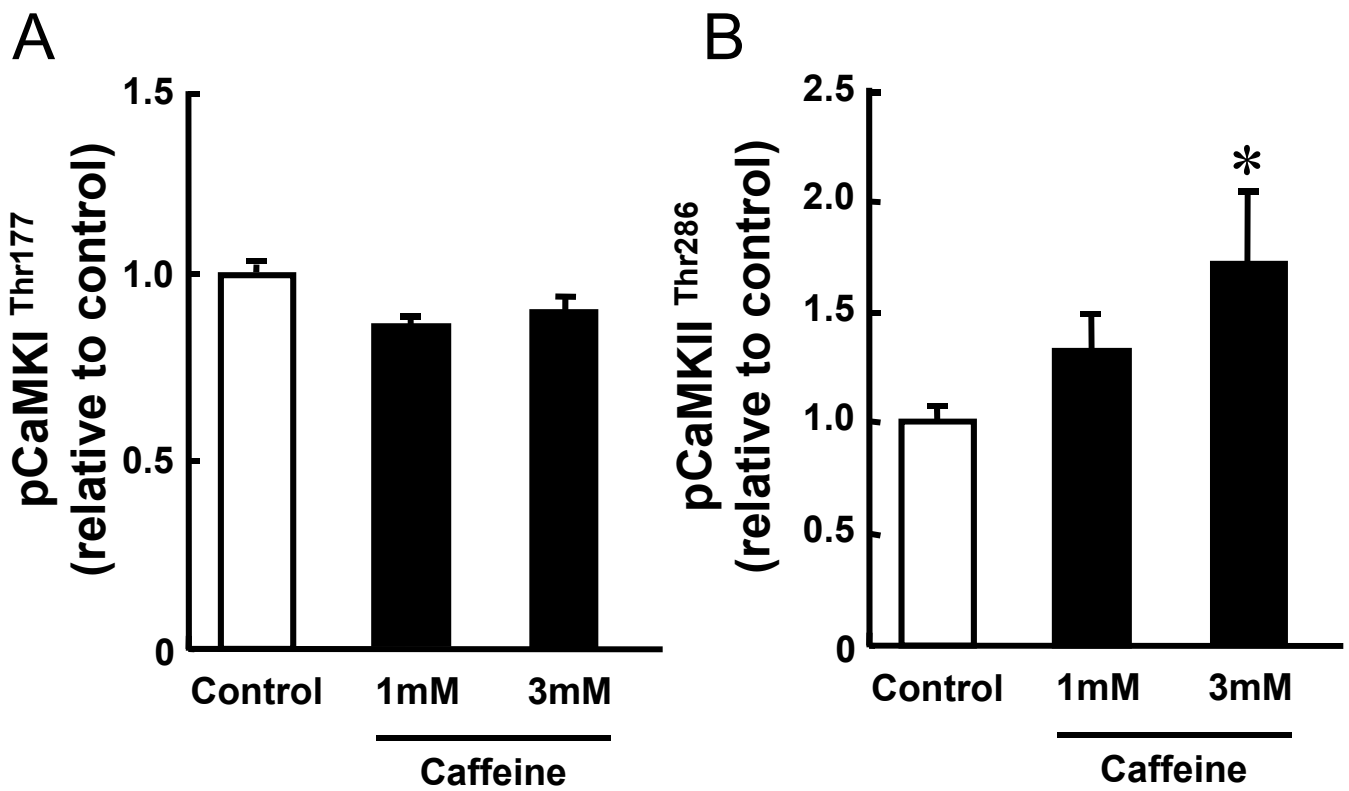 A
pCaMKI Thr177
(relative to control)
1.5
1.0
0.5
0
Control 1mM 3mM
Caffeine
B
pCaMKII Thr286
(relative to control)
2.5
2.0
1.5
1.0
0.5
0
*
Control 1mM 3mM
Caffeine